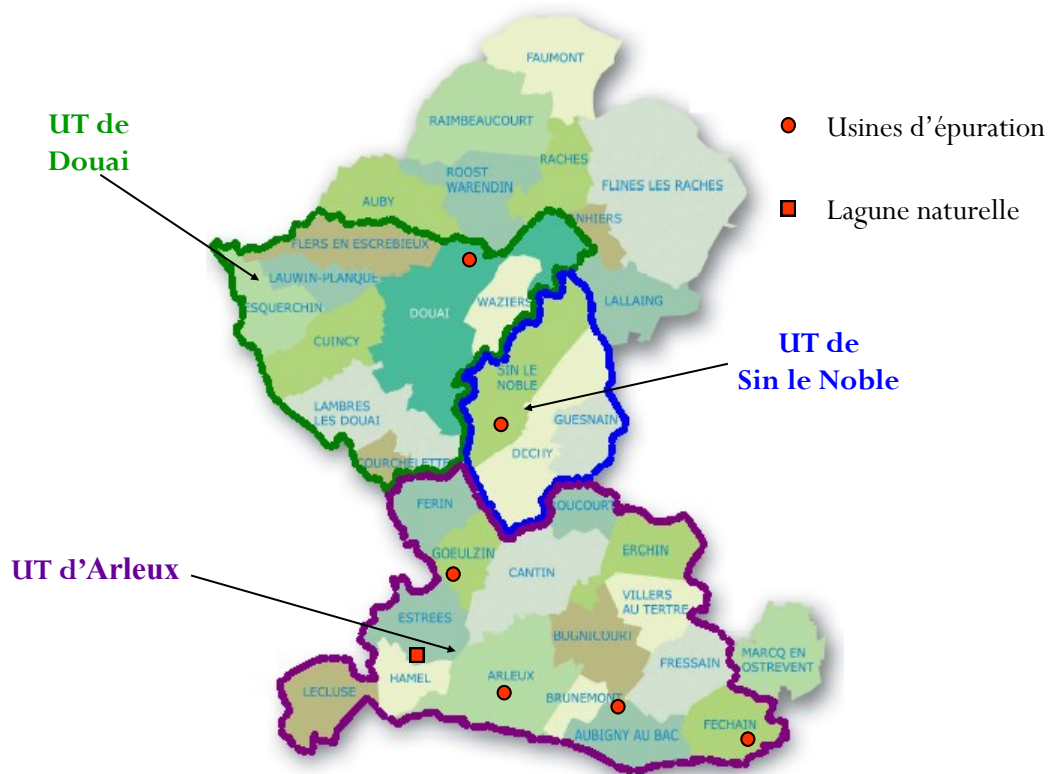 FAUMONT
UT de
Douai
Usines d'épuration
RAIMBEAUCOURT
RACHES
ROOST
WARENDIN
FLINES LES RACHES
AUBY
Lagune naturelle
NHIERS
FLERS EN ESCREBIEUX
LAUWIN-PLANQUE
WAZIERS
LALLAING
ESQUERCHIN
DOUAI
CUINCY
UT de
Sin le Noble
SIN LE
NOBLE
LAMBRES
LES DOUAI
GUESNAIN
DECHY
COURCHELETTE
FERIN
ROUCOURT
GOEULZIN
ERCHIN
UT d'Arleux
CANTIN
VILLERS
AU TERTRE
ESTREES
BUGNICOURT
MARCQ EN
OSTREVENT
FRESSAIN
HAMEL
ARLEUX
LECLUSE
BRUNEMONT
FECHAIN
AUBIGNY AU BAC